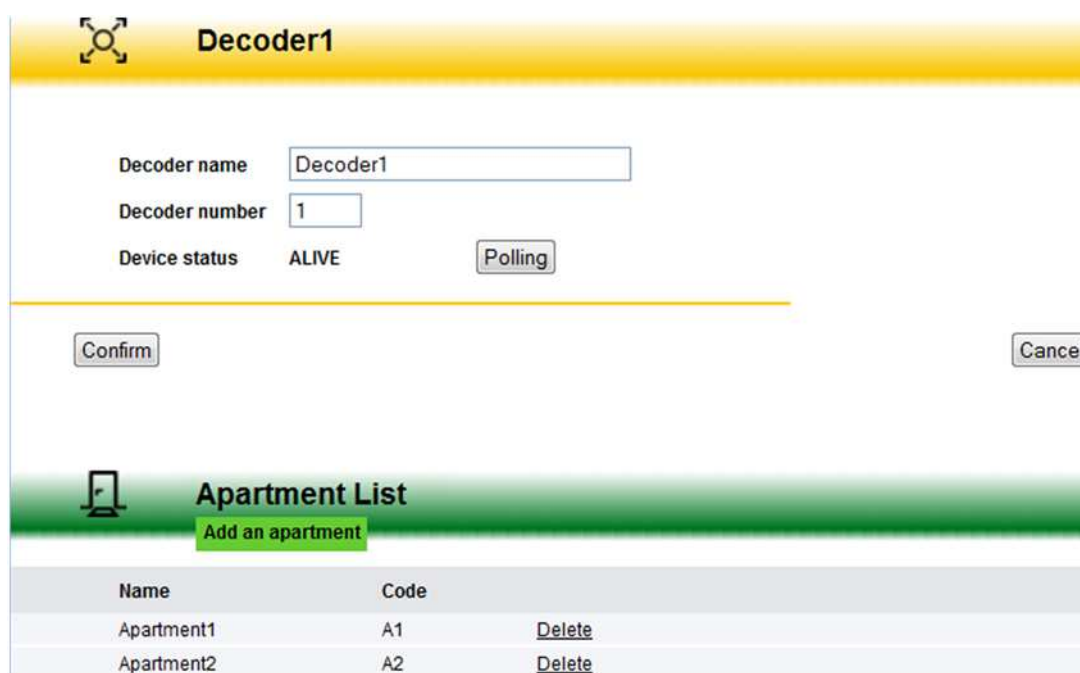 Decoder1
Decoder name Decoder1
Decoder number 1
Device status ALIVE Polling
Confirm Cance
Apartment List
Add an apartment
Name Code
Apartment1 A1 Delete
Apartment2 A2 Delete